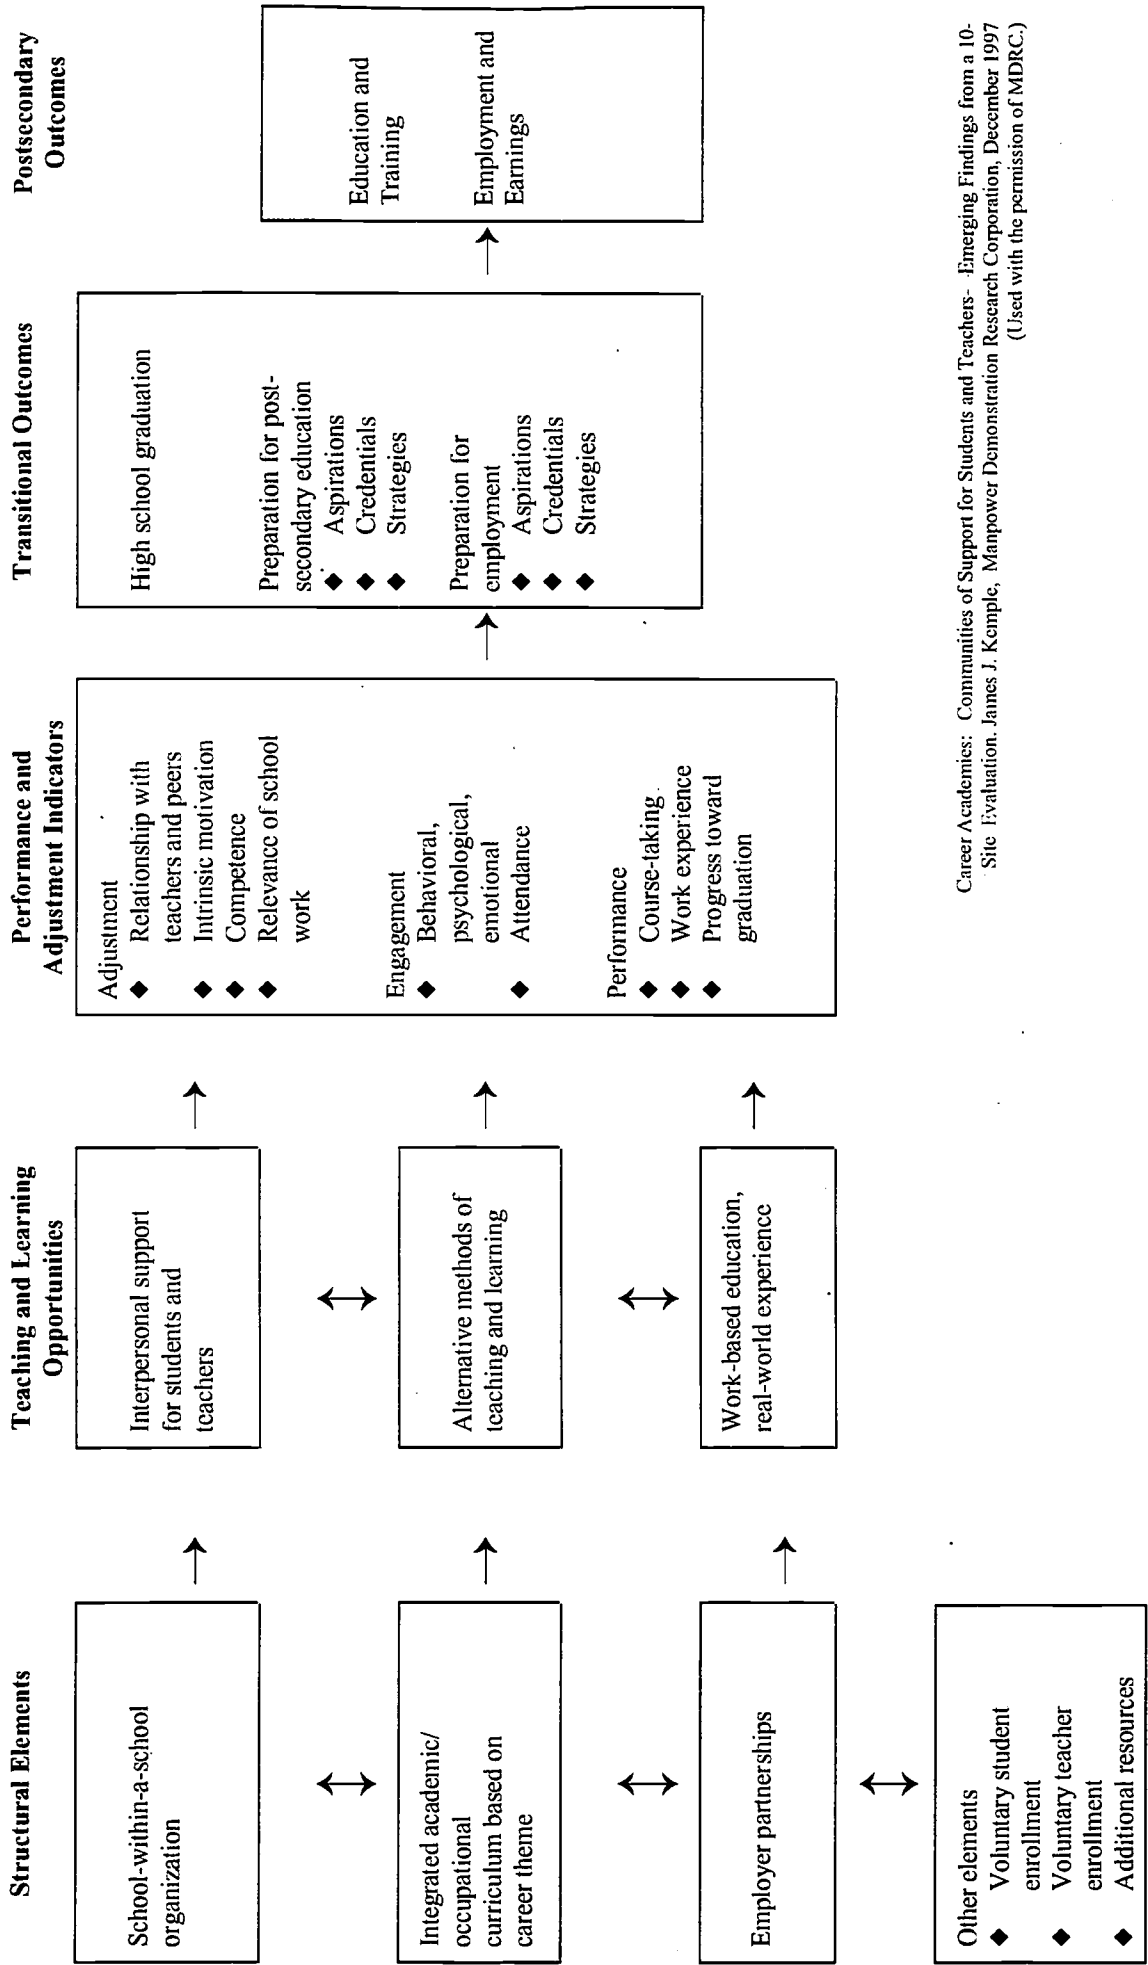 Structural Elements
School-within-a-school
organization
Integrated academic/
occupational
curriculum based on
career theme
Employer partnerships
Other elements
◆ Voluntary student
enrollment
◆ Voluntary teacher
enrollment
◆ Additional resources
Teaching and Learning
Opportunities
Interpersonal support
for students and
teachers
Alternative methods of
teaching and learning
Work-based education,
real-world experience
Performance and
Adjustment Indicators
Adjustment
◆ Relationship with
teachers and peers
◆ Intrinsic motivation
◆ Competence
◆ Relevance of school
work
Engagement
◆ Behavioral,
psychological,
emotional
◆ Attendance
Performance
◆ Course-taking
◆ Work experience
◆ Progress toward
graduation
Transitional Outcomes
High school graduation
Preparation for post-
secondary education
◆ Aspirations
◆ Credentials
◆ Strategies
Preparation for
employment
◆ Aspirations
◆ Credentials
◆ Strategies
Postsecondary
Outcomes
Education and
Training
Employment and
Earnings
Career Academies: Communities of Support for Students and Teachers- -Emerging Findings from a 10-
Site Evaluation. James J. Kemple, Manpower Demonstration Research Corporation, December 1997
(Used with the permission of MDRC.)